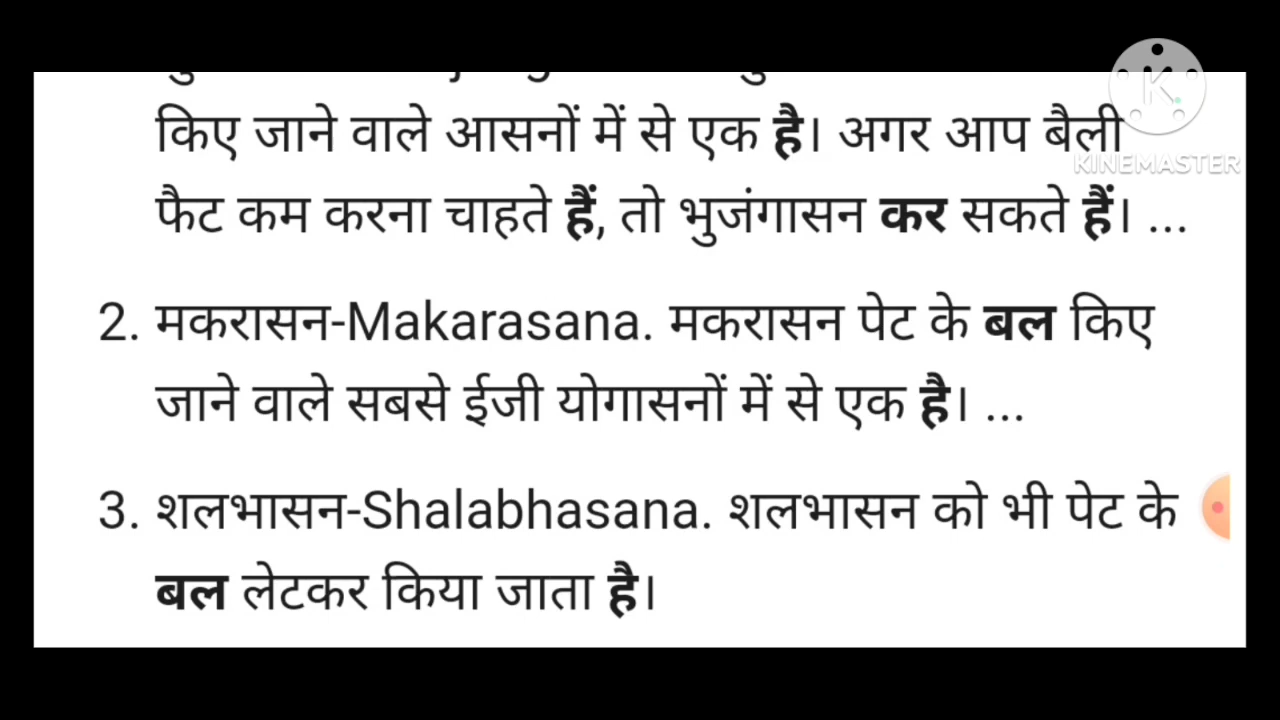 K
KINEMASTER
किए जाने वाले आसनों में से एक है। अगर आप बैली
फैट कम करना चाहते हैं, तो भुजंगासन कर सकते हैं। ...
2. मकरासन-Makarasana. मकरासन पेट के बल किए
जाने वाले सबसे ईजी योगासनों में से एक है। ...
3. शलभासन-Shalabhasana. शलभासन को भी पेट के
बल लेटकर किया जाता है।